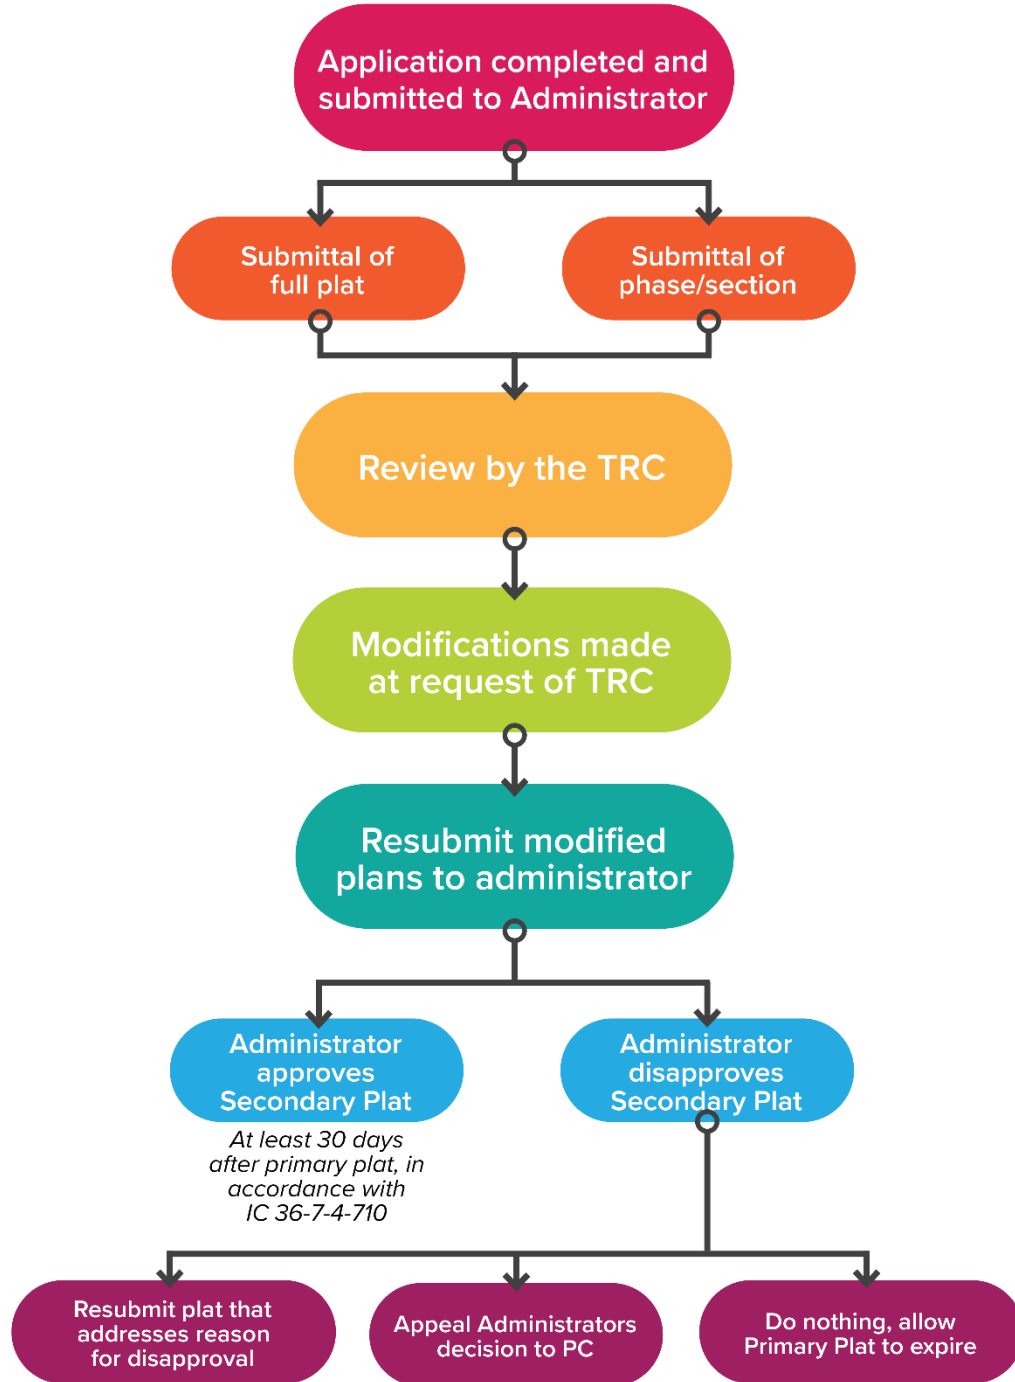 Application completed and
submitted to Administrator
Submittal of
full plat
Submittal of
phase/section
Review by the TRC
Modifications made
at request of TRC
Resubmit modified
plans to administrator
Administrator
approves
Secondary Plat
Administrator
disapproves
Secondary Plat
At least 30 days
after primary plat, in
accordance with
IC 36-7-4-710
Resubmit plat that
addresses reason
for disapproval
Appeal Administrators
decision to PC
Do nothing, allow
Primary Plat to expire